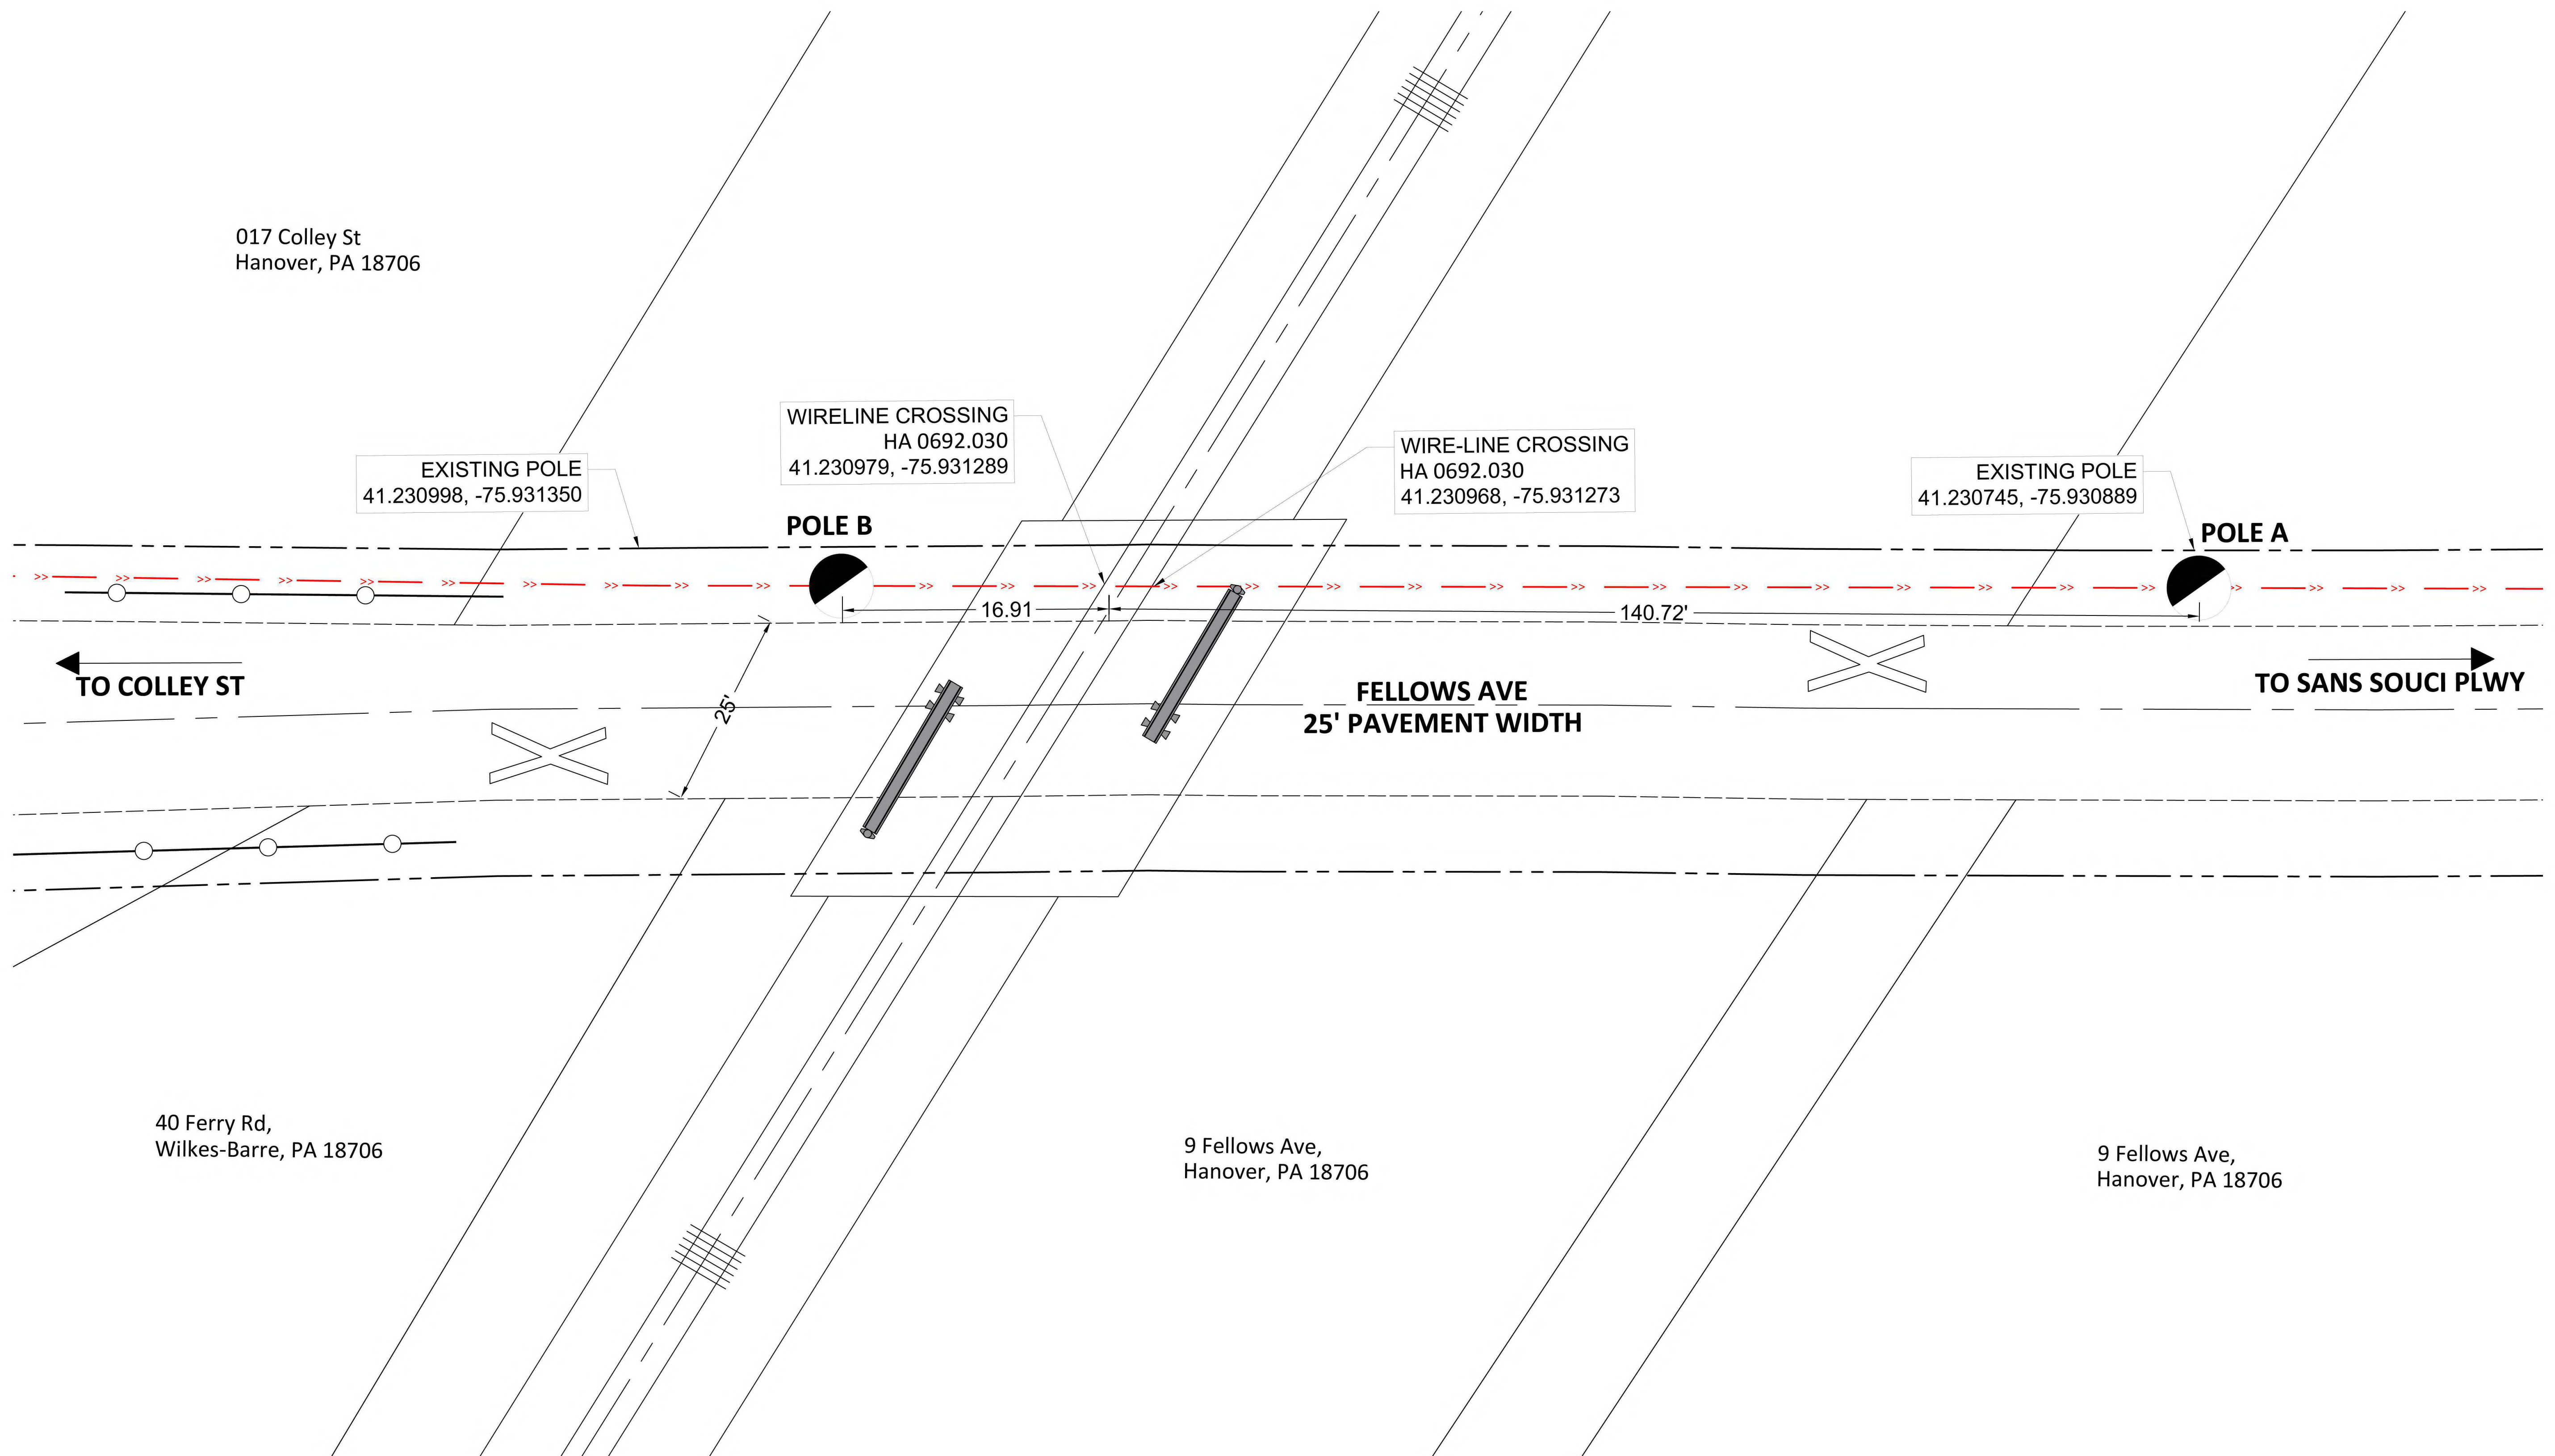 017 Colley St
Hanover, PA 18706
WIRELINE CROSSING
HA 0692.030
41.230979, -75.931289
WIRE-LINE CROSSING
HA 0692.030
41.230968, -75.931273
EXISTING POLE
41.230998, -75.931350
EXISTING POLE
41.230745, -75.930889
POLE B
POLE A
16.91
140.72'
TO COLLEY ST
25'
FELLOWS AVE
25' PAVEMENT WIDTH
TO SANS SOUCI PLWY
40 Ferry Rd,
Wilkes-Barre, PA 18706
9 Fellows Ave,
Hanover, PA 18706
9 Fellows Ave,
Hanover, PA 18706